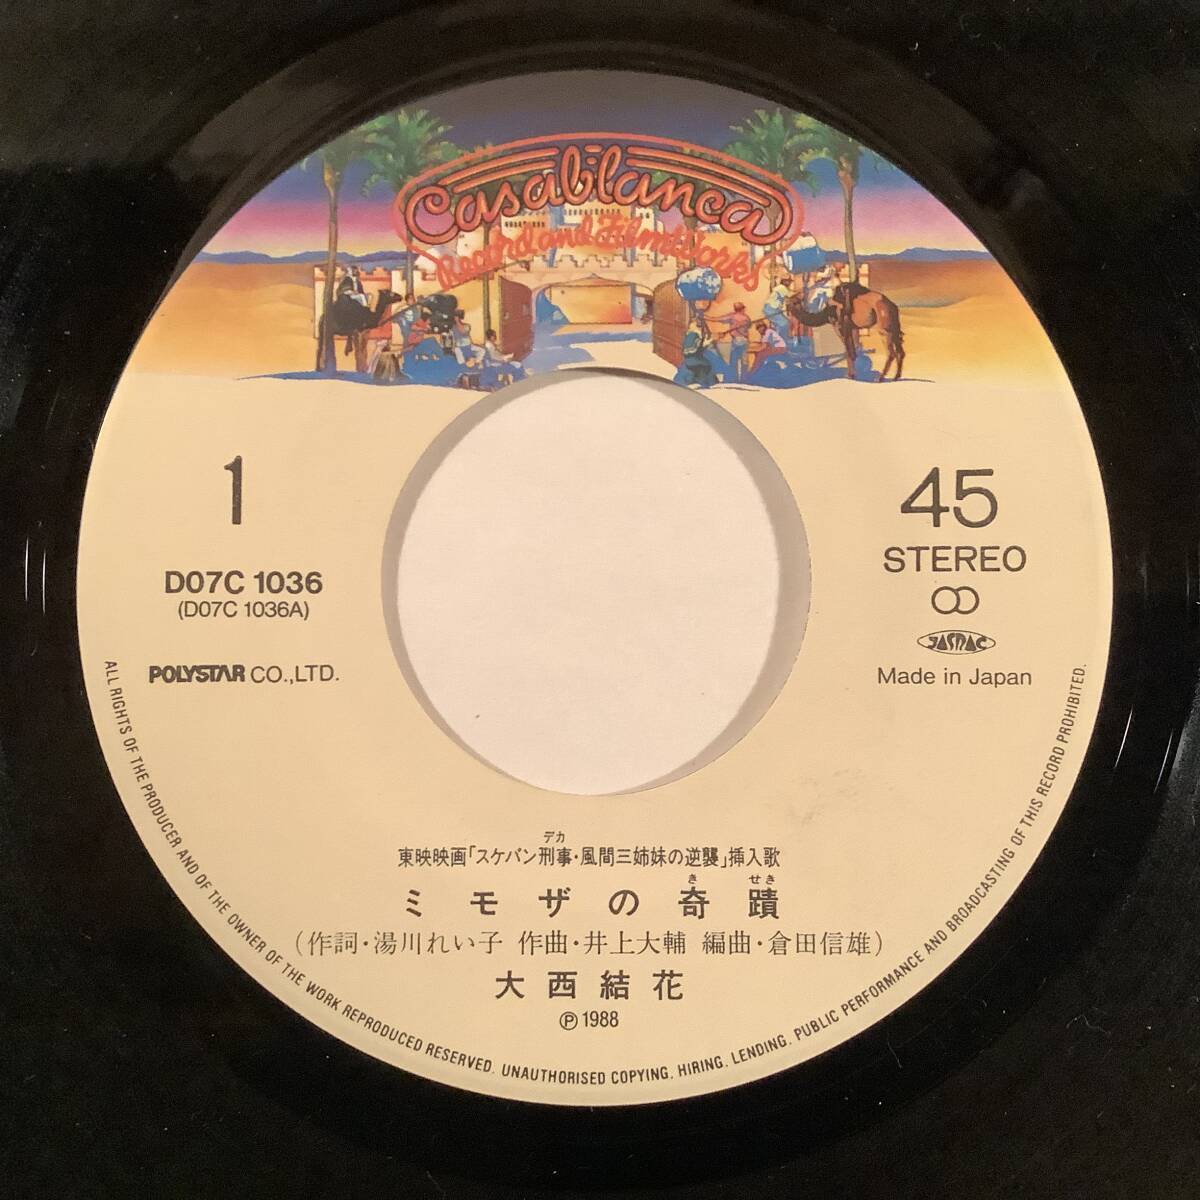 Casablanca
Record and FilmWorks
1
D07C 1036
(D07C 1036A)
POLYSTAR CO.,LTD.
45
STEREO
JASRAC
Made in Japan
デカ
東映映画「スケバン刑事・風間三姉妹の逆襲」挿入歌
き せき
ミモザの奇蹟
(作詞・湯川れい子 作曲・井上大輔 編曲・倉田信雄)
大西結花
Ⓟ1988
ALL RIGHTS OF THE PRODUCER AND OF THE OWNER OF THE WORK REPRODUCED RESERVED. UNAUTHORISED COPYING. HIRING. LENDING. PUBLIC PERFORMANCE AND BROADCASTING OF THIS RECORD PROHIBITED.